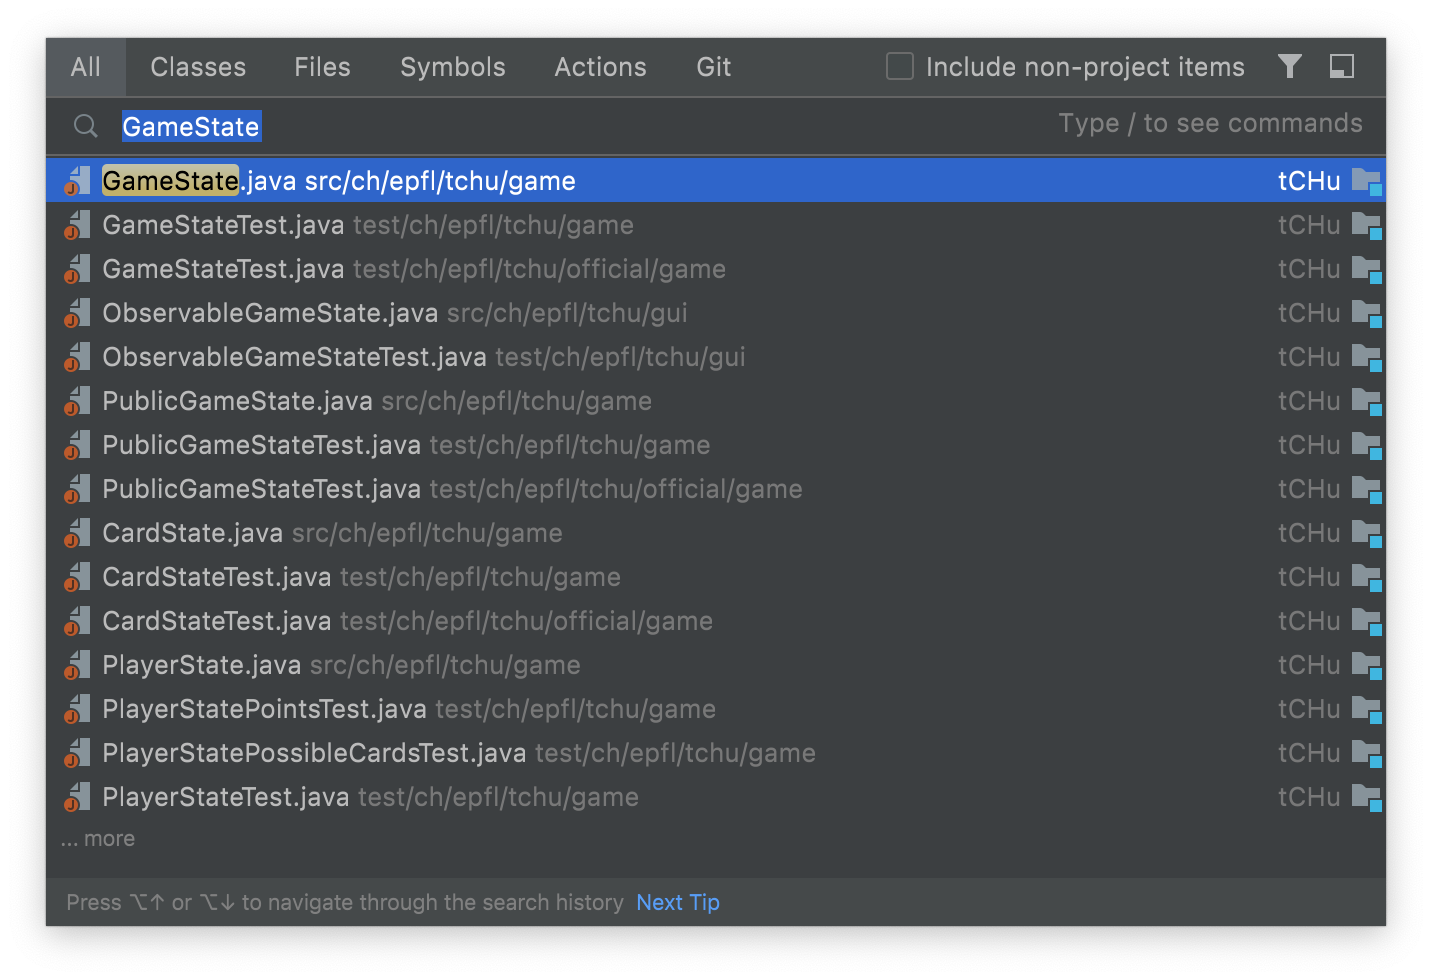 All Classes Files Symbols Actions Git Include non-project items
GameState Type / to see commands
GameState.java src/ch/epfl/tchu/game tCHu
GameStateTest.java test/ch/epfl/tchu/game tCHu
GameStateTest.java test/ch/epfl/tchu/official/game tCHu
ObservableGameState.java src/ch/epfl/tchu/gui tCHu
ObservableGameStateTest.java test/ch/epfl/tchu/gui tCHu
PublicGameState.java src/ch/epfl/tchu/game tCHu
PublicGameStateTest.java test/ch/epfl/tchu/game tCHu
PublicGameStateTest.java test/ch/epfl/tchu/official/game tCHu
CardState.java src/ch/epfl/tchu/game tCHu
CardStateTest.java test/ch/epfl/tchu/game tCHu
CardStateTest.java test/ch/epfl/tchu/official/game tCHu
PlayerState.java src/ch/epfl/tchu/game tCHu
PlayerStatePointsTest.java test/ch/epfl/tchu/game tCHu
PlayerStatePossibleCardsTest.java test/ch/epfl/tchu/game tCHu
PlayerStateTest.java test/ch/epfl/tchu/game tCHu
... more
Press ⌥↑ or ⌥↓ to navigate through the search history Next Tip